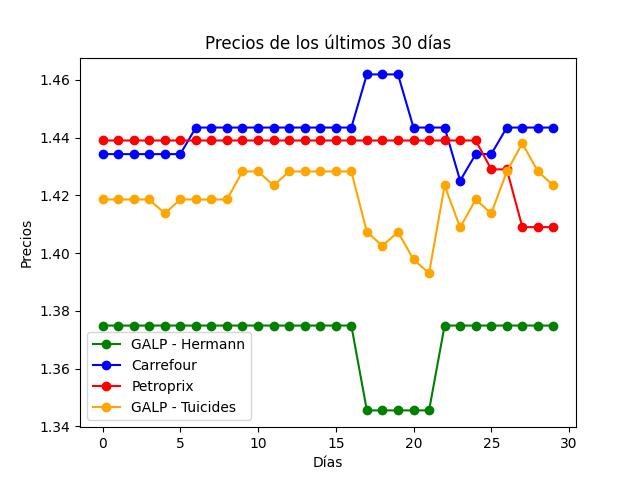 Precios de los últimos 30 días
Precios
1.46
1.44
1.42
1.40
1.38
1.36
1.34
GALP - Hermann
Carrefour
Petroprix
GALP - Tuicides
0 5 10 15 20 25 30
Días